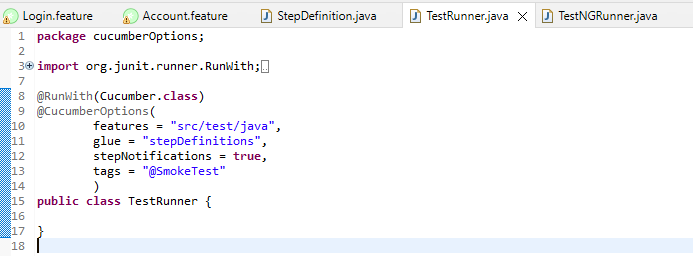 Login.feature Account.feature StepDefinition.java TestRunner.java TestNGRunner.java
1 package cucumberOptions;
2
3 import org.junit.runner.RunWith;
7
8 @RunWith(Cucumber.class)
9 @CucumberOptions(
10 features = "src/test/java",
11 glue = "stepDefinitions",
12 stepNotifications = true,
13 tags = "@SmokeTest"
14 )
15 public class TestRunner {
16
17 }
18